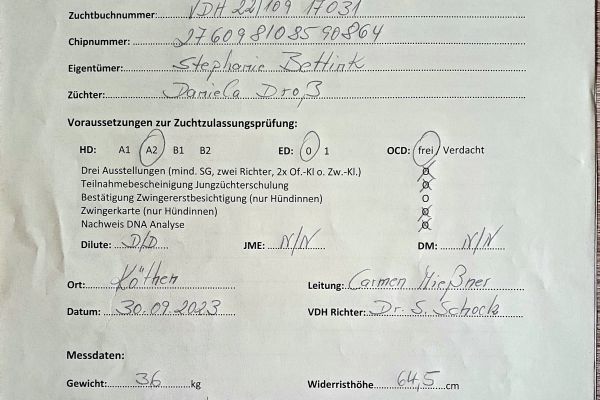 Zuchtbuchnummer: VDH 22/109 17031
Chipnummer: 276098108590864
Eigentümer: Stephanie Bettink
Züchter: Daniela Droß
Voraussetzungen zur Zuchtzulassungsprüfung:
HD: A1 A2 B1 B2 ED: 0 1 OCD: frei Verdacht
Drei Ausstellungen (mind. SG, zwei Richter, 2x Of.-Kl o. Zw.-Kl.) O
Teilnahmebescheinigung Jungzüchterschulung O
Bestätigung Zwingererstbesichtigung (nur Hündinnen) O
Zwingerkarte (nur Hündinnen) O
Nachweis DNA Analyse O
Dilute: D/D JME: N/N DM: N/N
Ort: Köthen Leitung: Carmen Mießner
Datum: 30.09.2023 VDH Richter: Dr. S. Schock
Messdaten:
Gewicht: 36 kg Widerristhöhe 64,5 cm